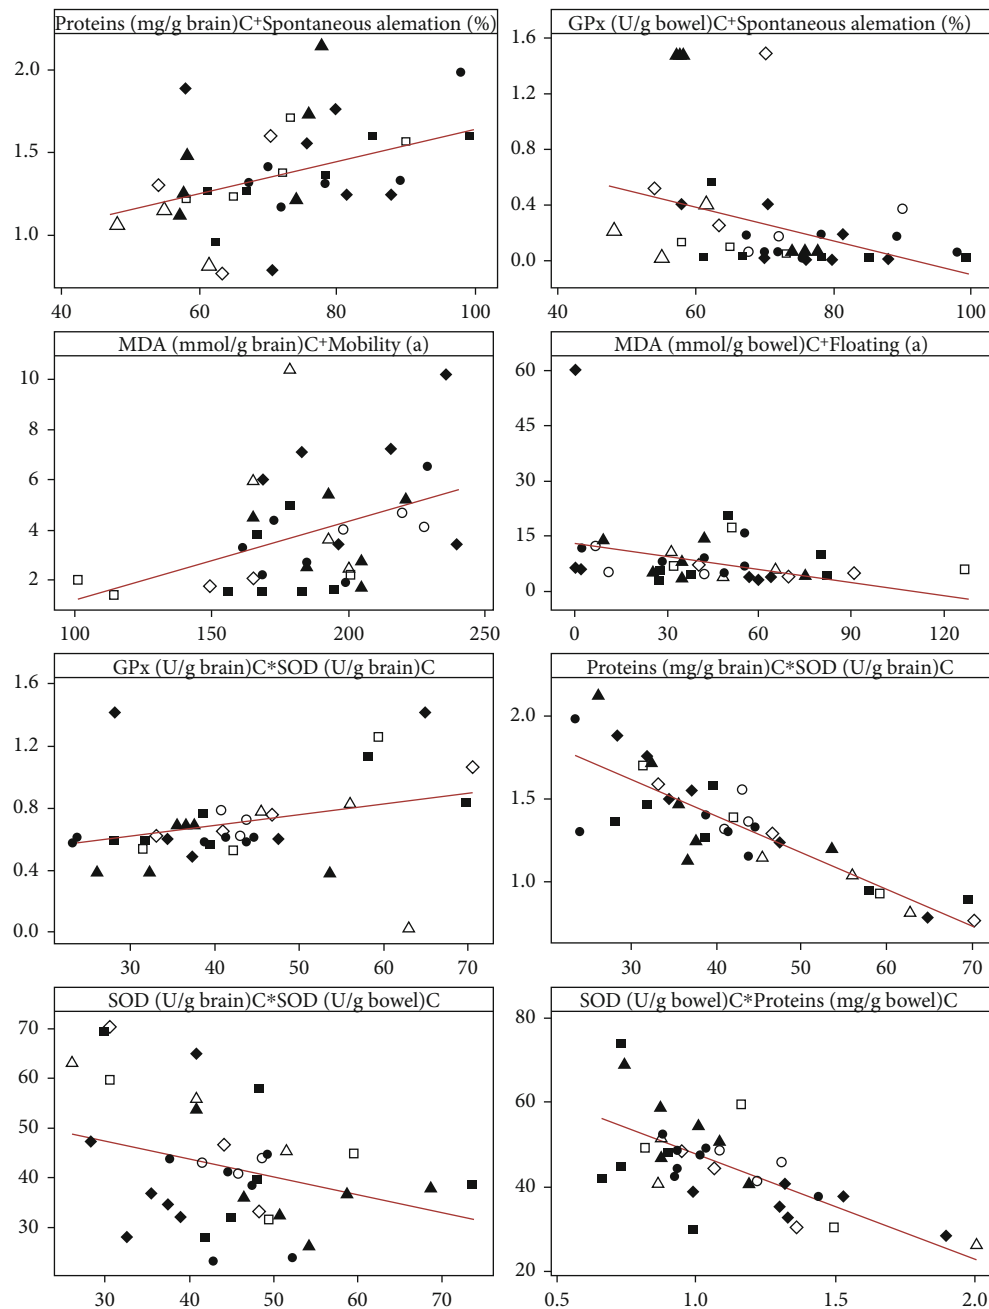 Proteins (mg/g brain)C+Spontaneous alemation (%)
GPx (U/g bowel)C+Spontaneous alemation (%)
2.0
1.5
1.0
40 60 80 100
1.6
1.2
0.8
0.4
0.0
40 60 80 100
MDA (mmol/g brain)C+Mobility (a)
MDA (mmol/g bowel)C+Floating (a)
10
8
6
4
2
100 150 200 250
60
45
30
15
0
0 30 60 90 120
GPx (U/g brain)C*SOD (U/g brain)C
Proteins (mg/g brain)C*SOD (U/g brain)C
1.6
1.2
0.8
0.4
0.0
30 40 50 60 70
2.0
1.5
1.0
30 40 50 60 70
SOD (U/g brain)C*SOD (U/g bowel)C
SOD (U/g bowel)C*Proteins (mg/g bowel)C
70
60
50
40
30
30 40 50 60 70
80
60
40
20
0.5 1.0 1.5 2.0